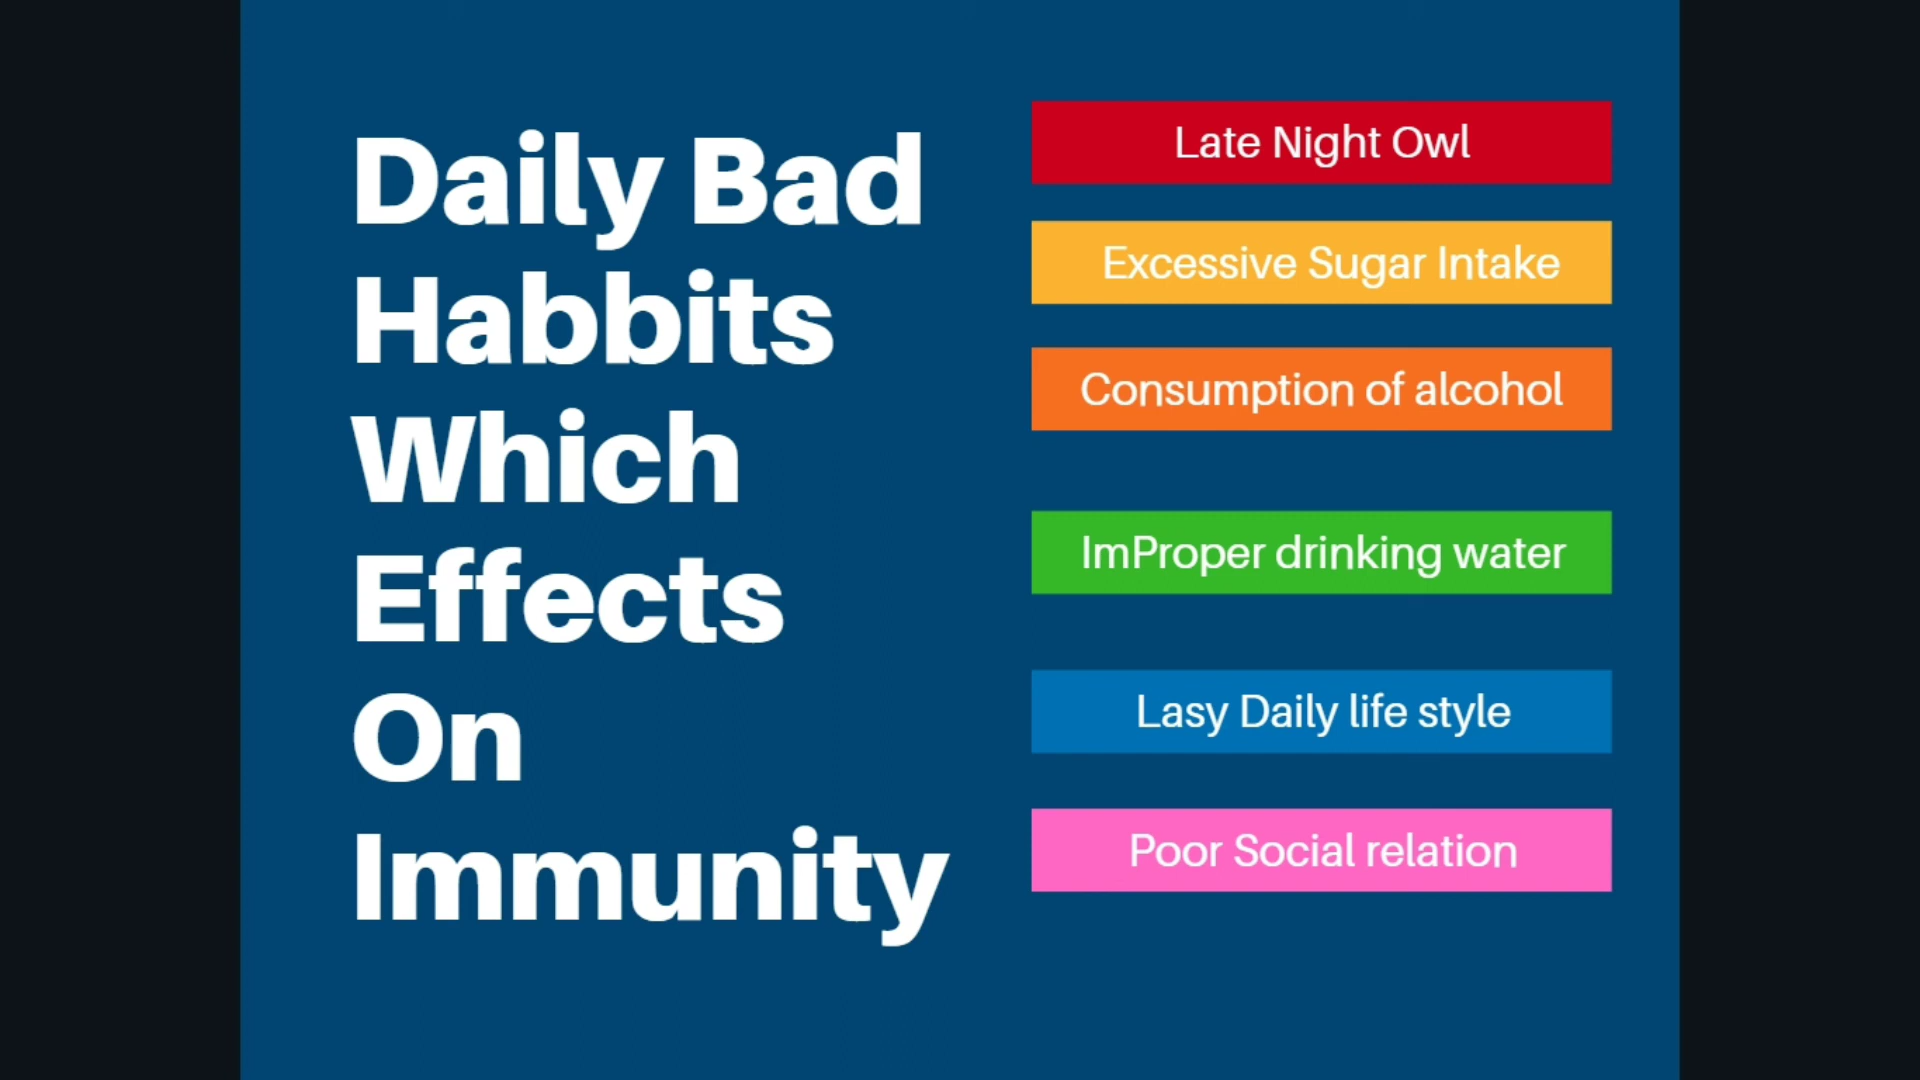 Daily Bad
Habbits
Which
Effects
On
Immunity
Late Night Owl
Excessive Sugar Intake
Consumption of alcohol
ImProper drinking water
Lasy Daily life style
Poor Social relation